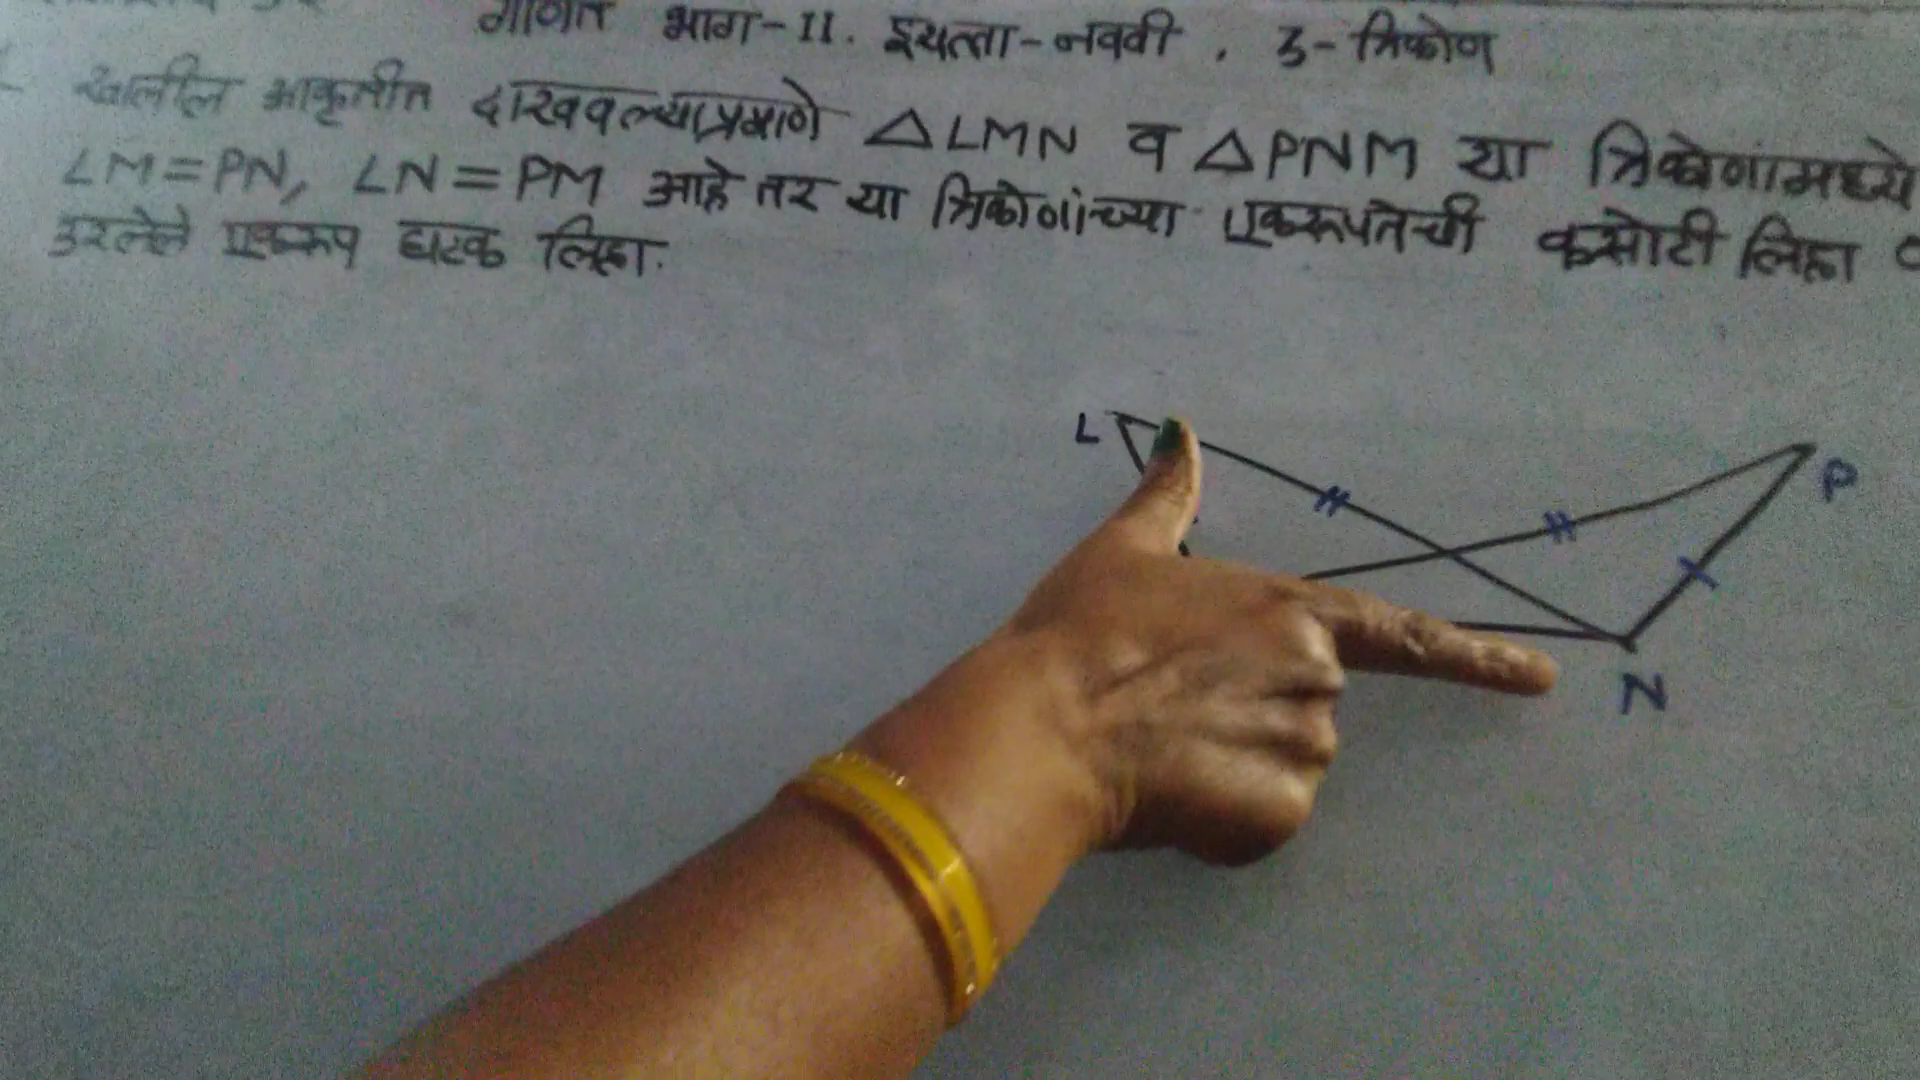 गणित भाग-II. इयत्ता-नववी . 3-त्रिकोण
खालील आकृतीत दाखवल्याप्रमाणे △LMN व △PNM या त्रिकोणांमध्ये
LM=PN, LN=PM आहे तर या त्रिकोणांच्या एकरूपतेची कसोटी लिहा
उरलेले एकरूप घटक लिहा.
L
P
N